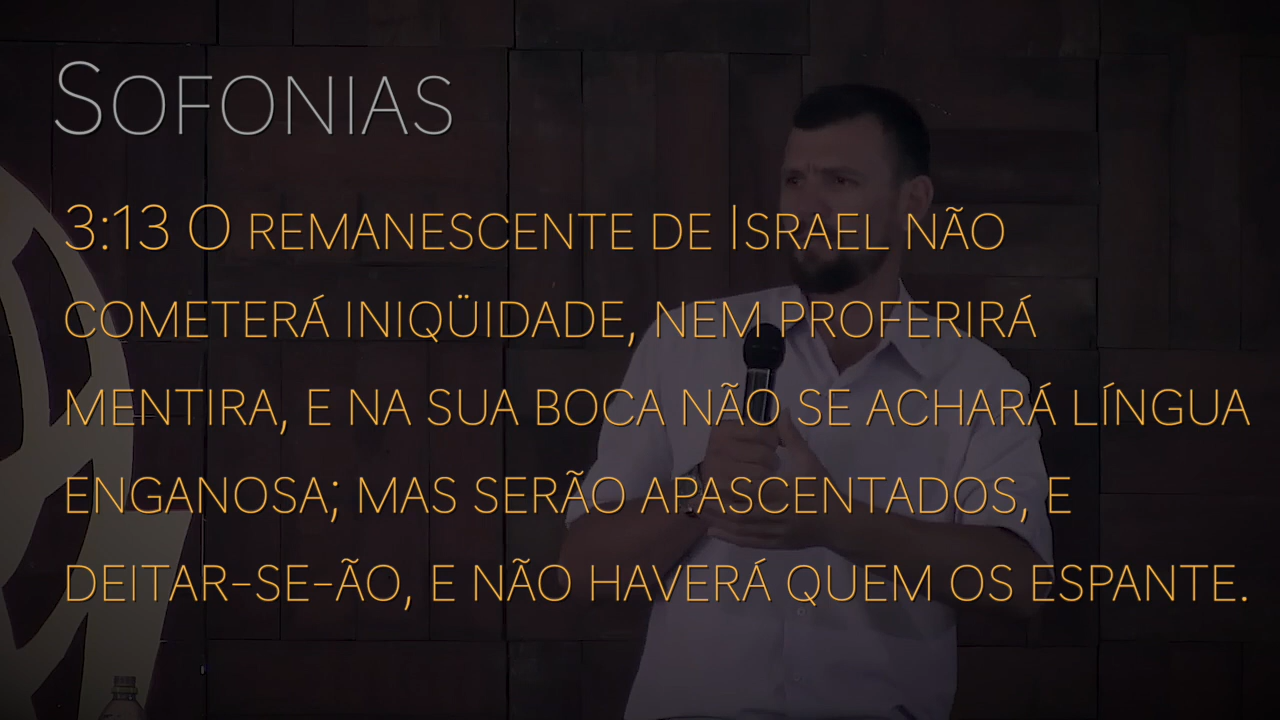 Sofonias
3:13 O remanescente de Israel não
cometerá iniqüidade, nem proferirá
mentira, e na sua boca não se achará língua
enganosa; mas serão apascentados, e
deitar-se-ão, e não haverá quem os espante.